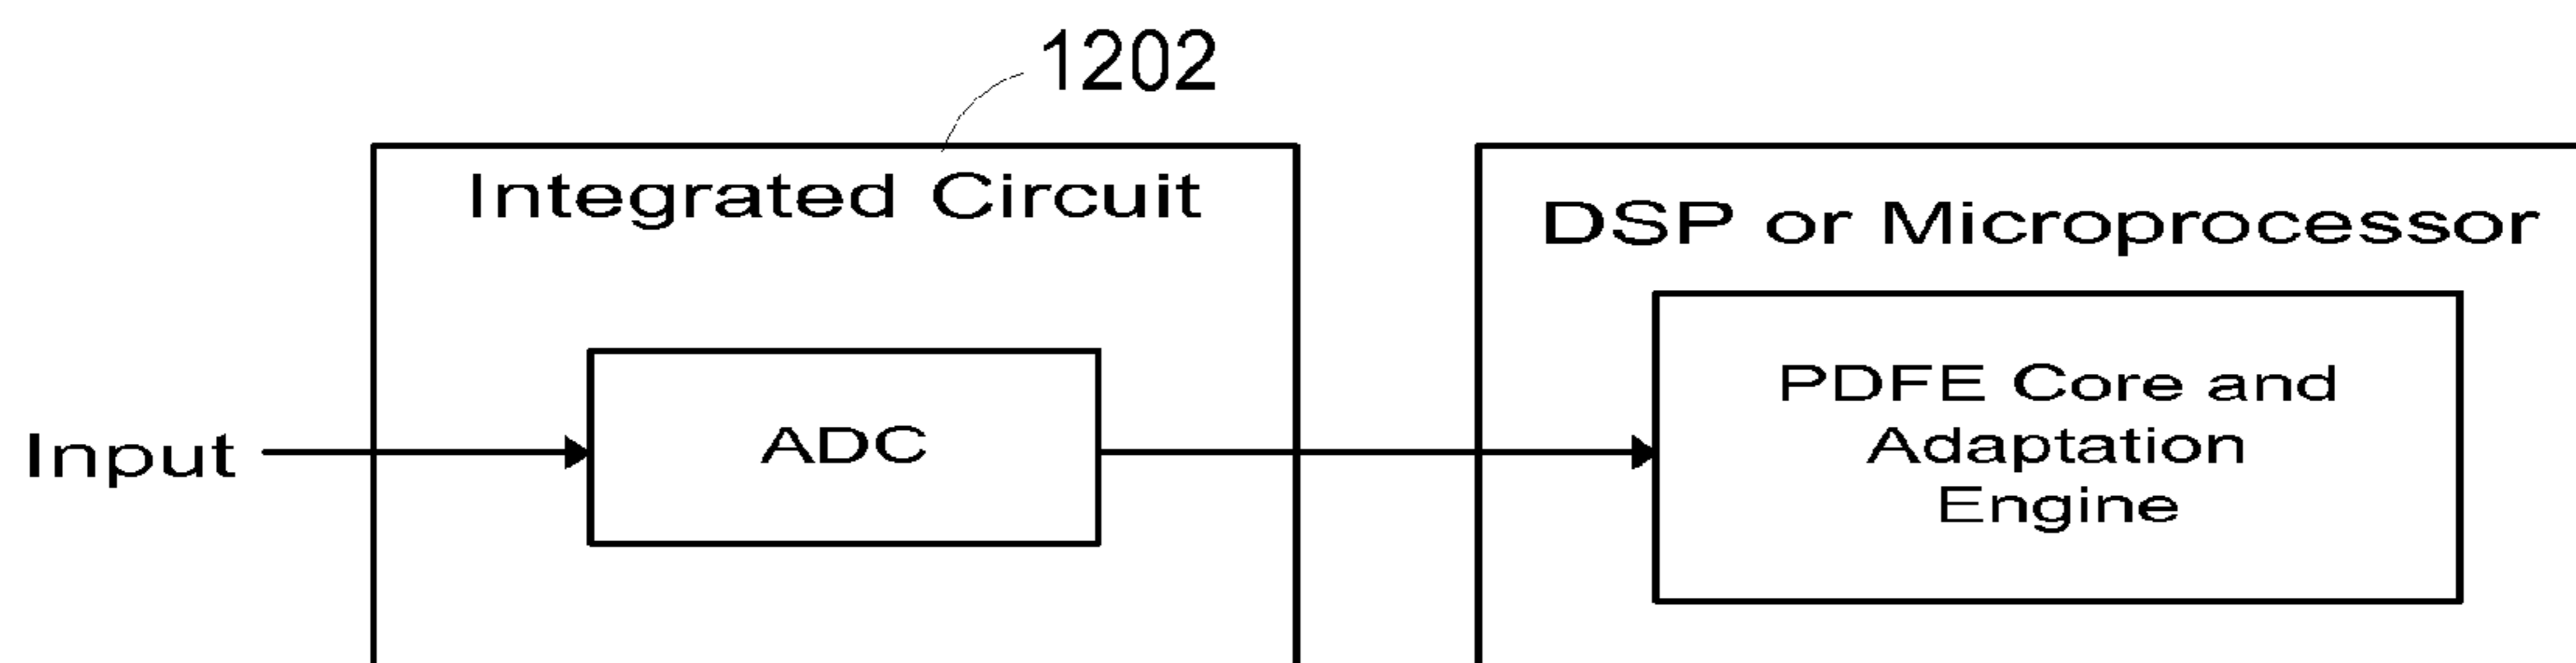 1202
Integrated Circuit
DSP or Microprocessor
Input
ADC
PDFE Core and
Adaptation
Engine